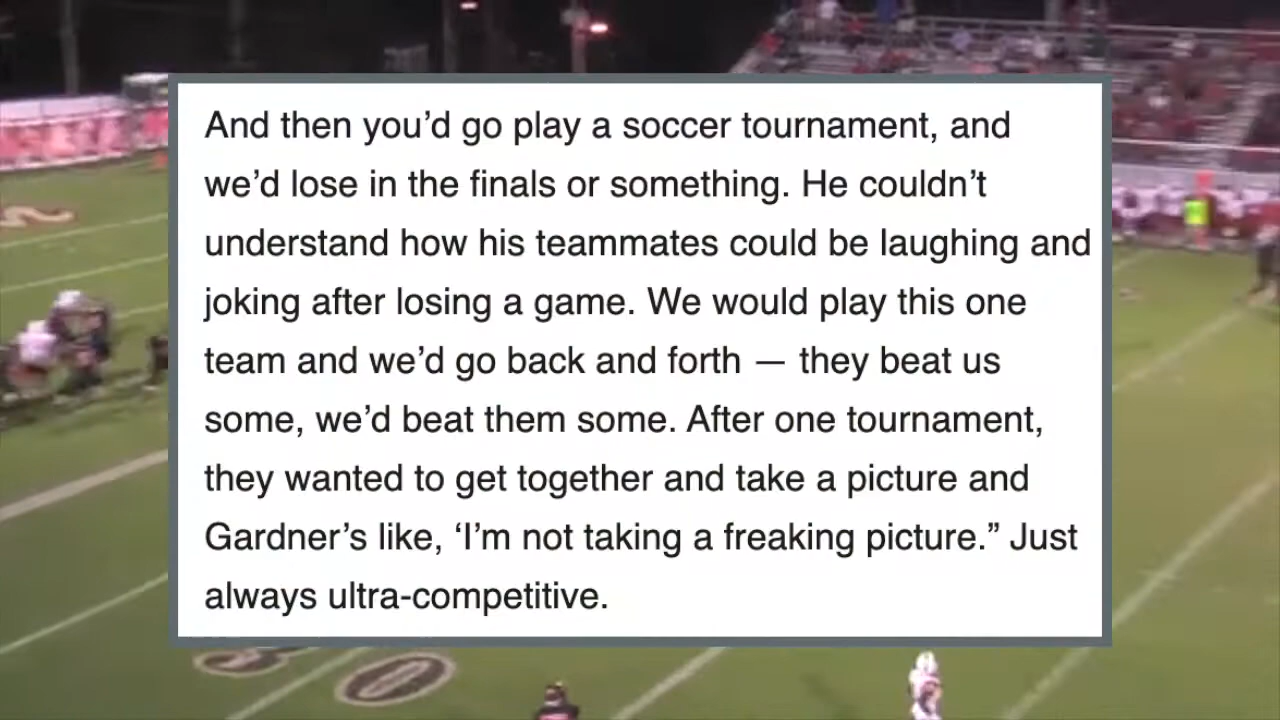 And then you’d go play a soccer tournament, and
we’d lose in the finals or something. He couldn’t
understand how his teammates could be laughing and
joking after losing a game. We would play this one
team and we’d go back and forth — they beat us
some, we’d beat them some. After one tournament,
they wanted to get together and take a picture and
Gardner’s like, ‘I’m not taking a freaking picture.” Just
always ultra-competitive.